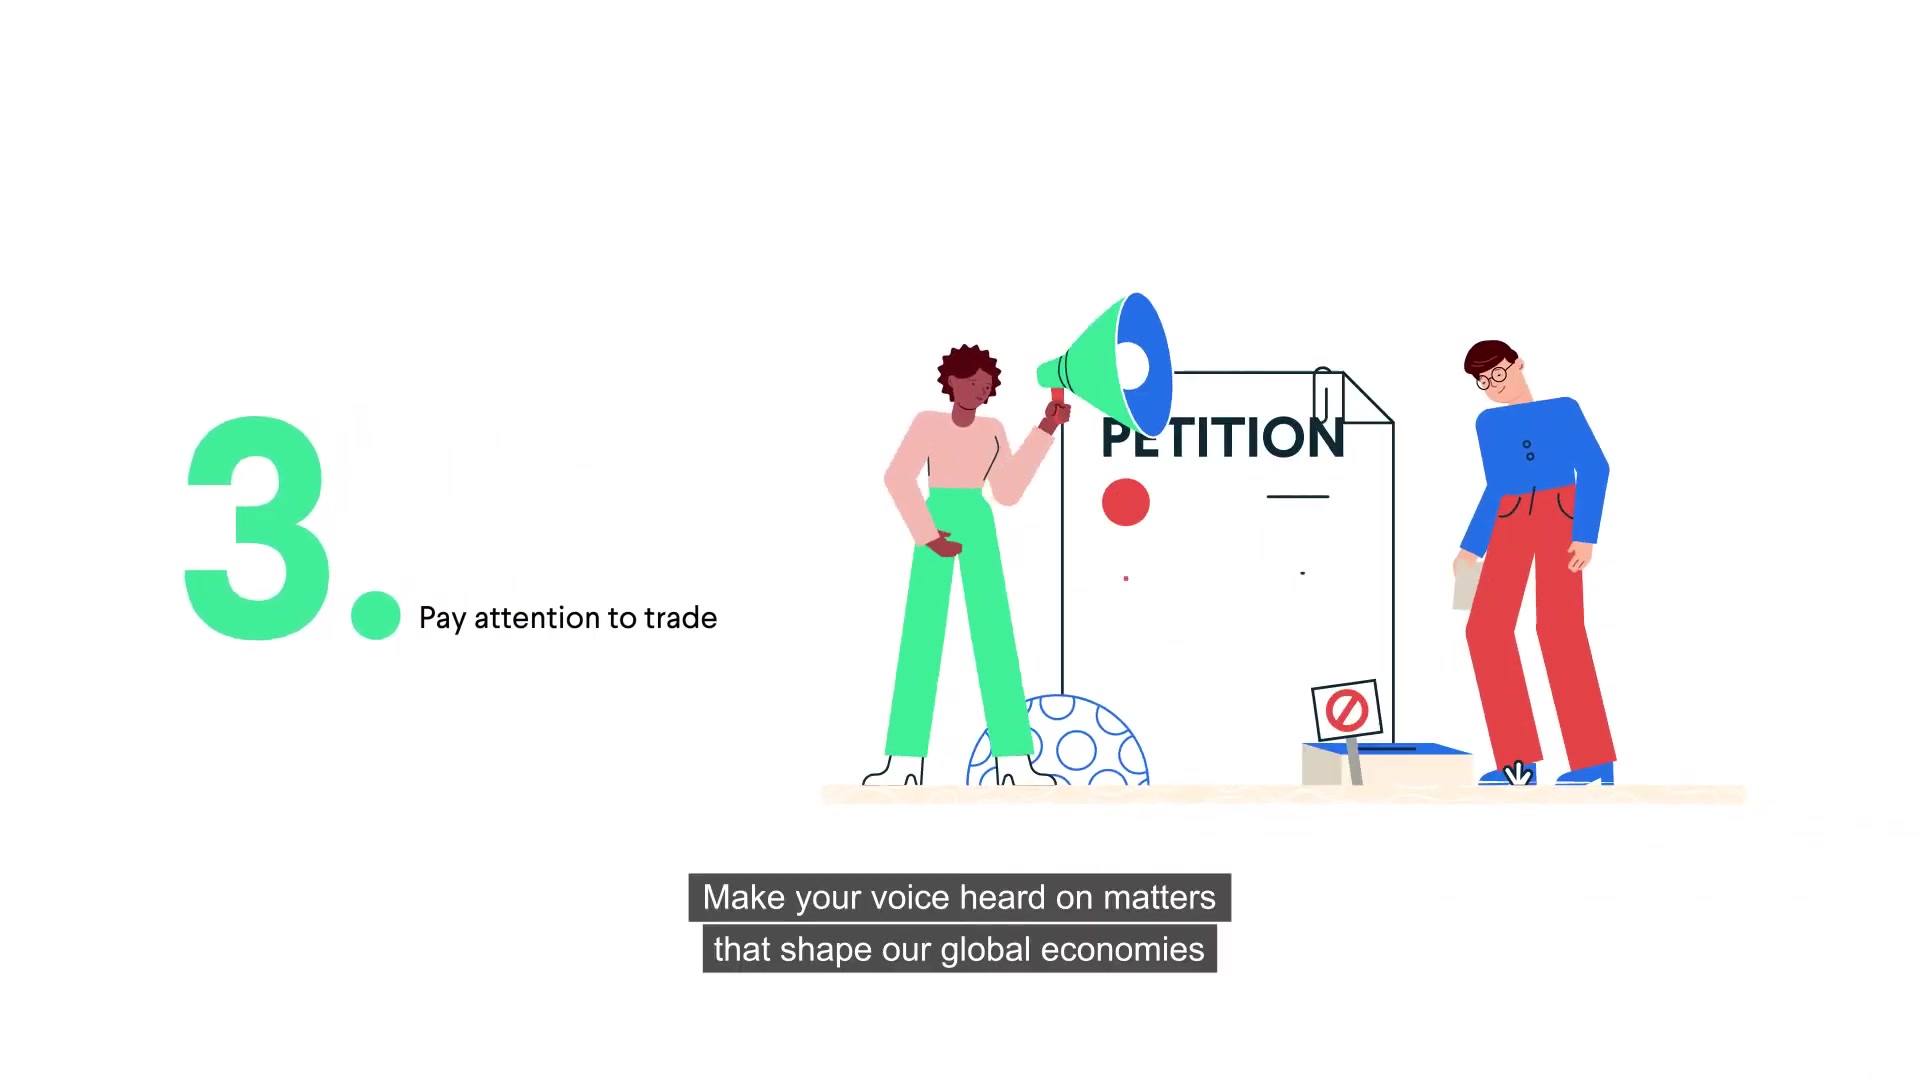 3.
Pay attention to trade
PETITION
Make your voice heard on matters
that shape our global economies